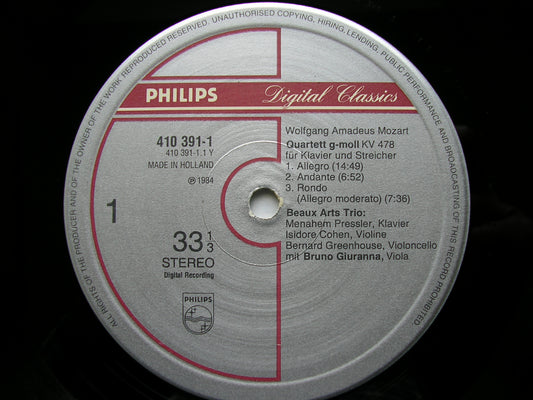 ALL RIGHTS OF THE PRODUCER AND OF THE OWNER OF THE WORK REPRODUCED RESERVED. UNAUTHORISED COPYING, HIRING, LENDING, PUBLIC PERFORMANCE AND BROADCASTING OF THIS RECORD PROHIBITED.
PHILIPS
Digital Classics
410 391-1
410 391-1.1 Y
MADE IN HOLLAND
℗ 1984
1
33 1/3
STEREO
Digital Recording
PHILIPS
Wolfgang Amadeus Mozart
Quartett g-moll KV 478
für Klavier und Streicher
1. Allegro (14:49)
2. Andante (6:52)
3. Rondo
(Allegro moderato) (7:36)
Beaux Arts Trio:
Menahem Pressler, Klavier
Isidore Cohen, Violine
Bernard Greenhouse, Violoncello
mit Bruno Giuranna, Viola